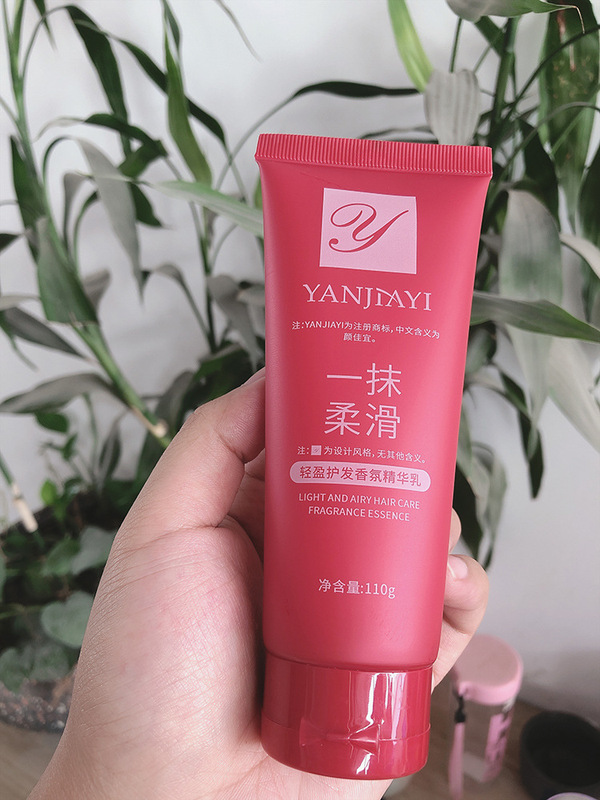 Y
YANJIAYI
注:YANJIAYI为注册商标,中文含义为
颜佳宜。
一抹
柔滑
注: 为设计风格,无其他含义。
轻盈护发香氛精华乳
LIGHT AND AIRY HAIR CARE
FRAGRANCE ESSENCE
净含量:110g